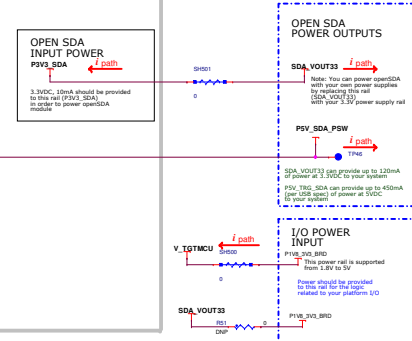 OPEN SDA
INPUT POWER
P3V3_SDA
i path
3.3VDC, 10mA should be provided
to this rail (P3V3_SDA)
in order to power openSDA
module
SH501
0
OPEN SDA
POWER OUTPUTS
SDA_VOUT33
i path
Note: You can power openSDA
with your own power supplies
by replacing this rail
(SDA_VOUT33)
with your 3.3V power supply rail
P5V_SDA_PSW
i path
TP46
SDA_VOUT33 can provide up to 120mA
of power at 3.3VDC to your system
P5V_TRG_SDA can provide up to 450mA
(per USB spec) of power at 5VDC
to your system
I/O POWER
INPUT
V_TGTMCU
i path
SH500
0
P1V8_3V3_BRD
This power rail is supported
from 1.8V to 5V
Power should be provided
to this rail for the logic
related to your platform I/O
SDA_VOUT33
R51
0
DNP
P1V8_3V3_BRD